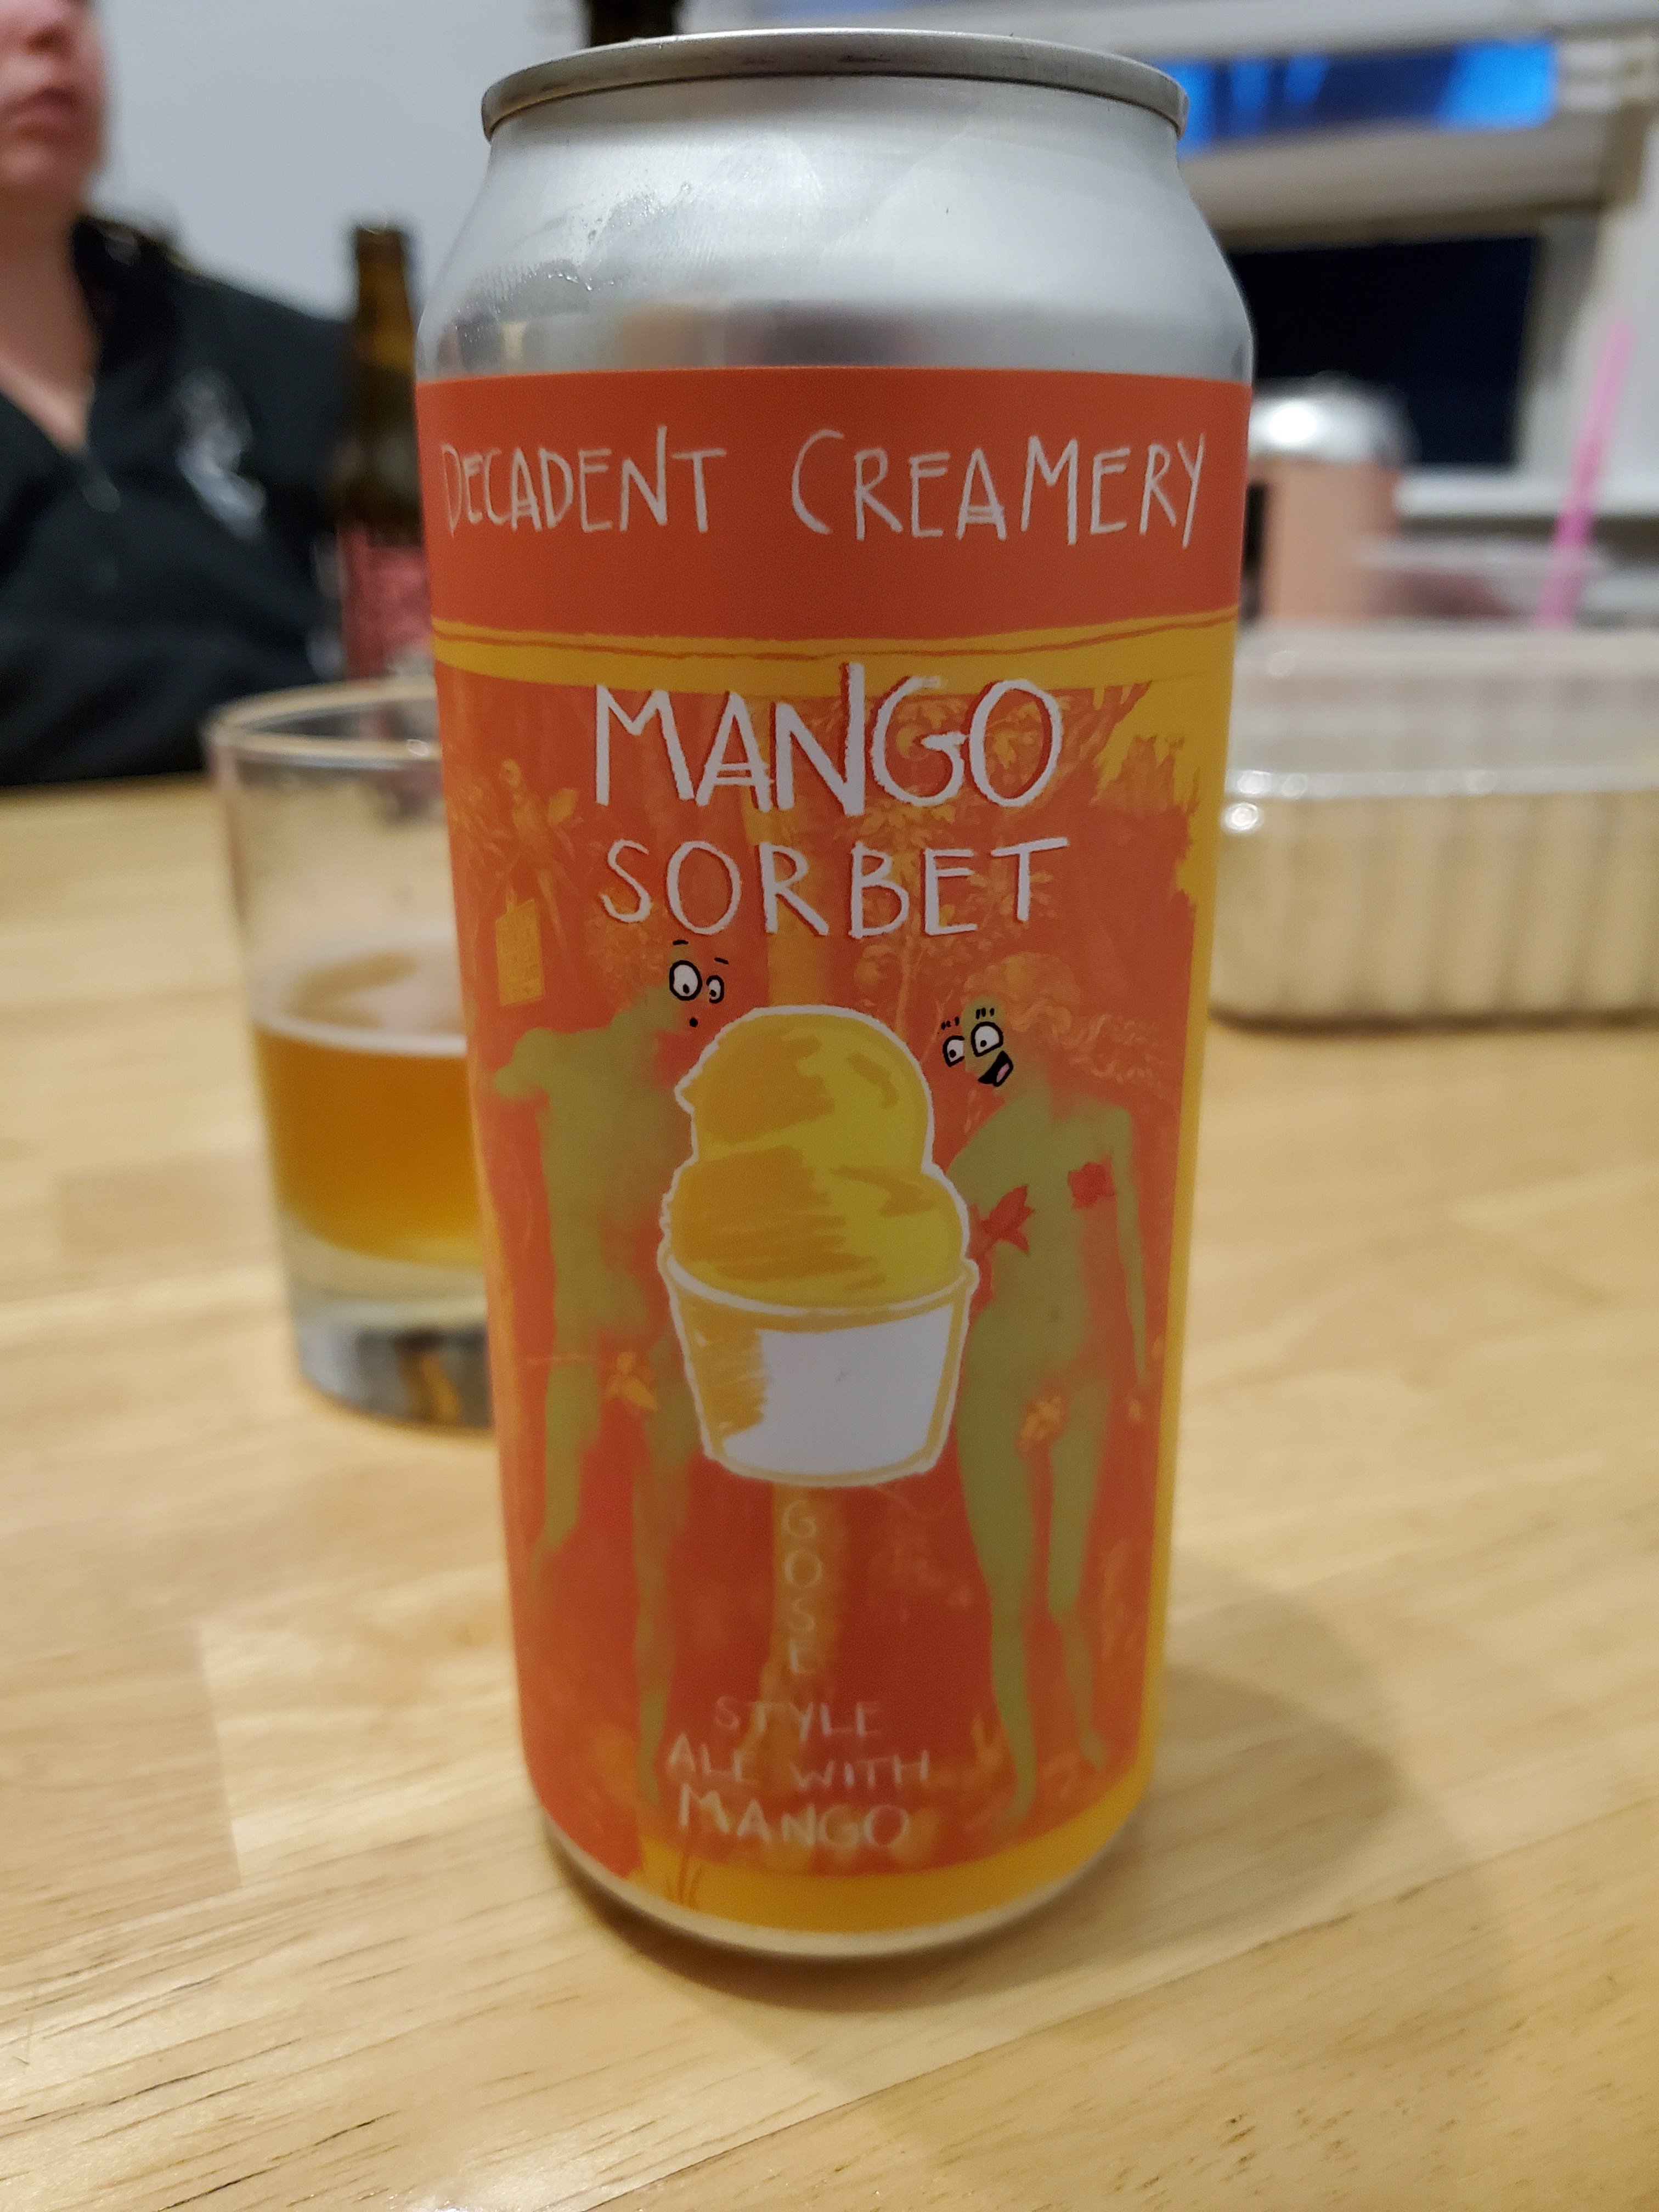 DECADENT CREAMERY
MANGO
SORBET
GOSE
STYLE
ALE WITH
MANGO